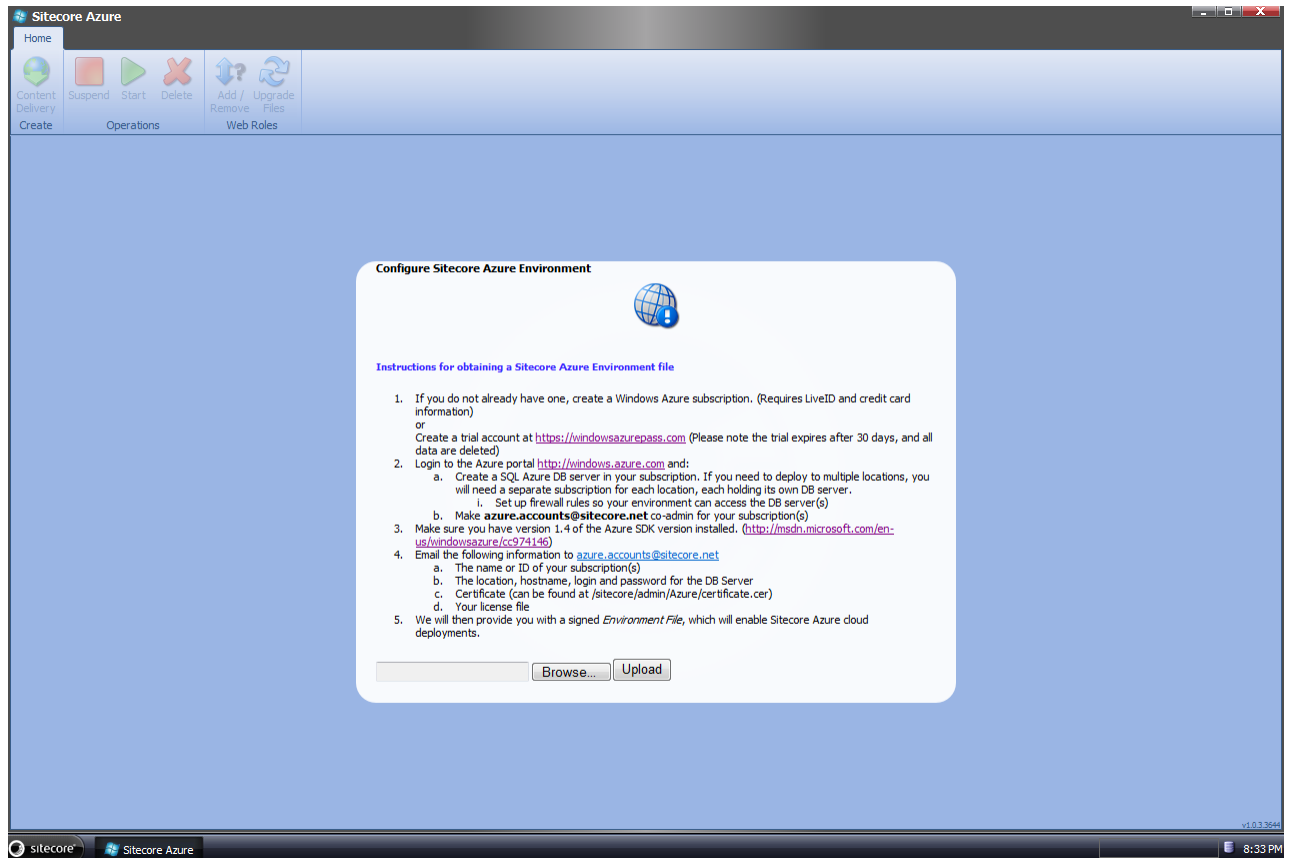 Sitecore Azure
Home
Content
Delivery
Suspend
Start
Delete
Add /
Remove
Upgrade
Files
Create
Operations
Web Roles
Configure Sitecore Azure Environment
Instructions for obtaining a Sitecore Azure Environment file
1. If you do not already have one, create a Windows Azure subscription. (Requires LiveID and credit card
information)
or
Create a trial account at https://windowsazurepass.com (Please note the trial expires after 30 days, and all
data are deleted)
2. Login to the Azure portal http://windows.azure.com and:
a. Create a SQL Azure DB server in your subscription. If you need to deploy to multiple locations, you
will need a separate subscription for each location, each holding its own DB server.
i. Set up firewall rules so your environment can access the DB server(s)
b. Make azure.accounts@sitecore.net co-admin for your subscription(s)
3. Make sure you have version 1.4 of the Azure SDK version installed. (http://msdn.microsoft.com/en-
us/windowsazure/cc974146)
4. Email the following information to azure.accounts@sitecore.net
a. The name or ID of your subscription(s)
b. The location, hostname, login and password for the DB Server
c. Certificate (can be found at /sitecore/admin/Azure/certificate.cer)
d. Your license file
5. We will then provide you with a signed Environment File, which will enable Sitecore Azure cloud
deployments.
Browse...
Upload
v1.0.3.3644
sitecore
Sitecore Azure
8:33 PM